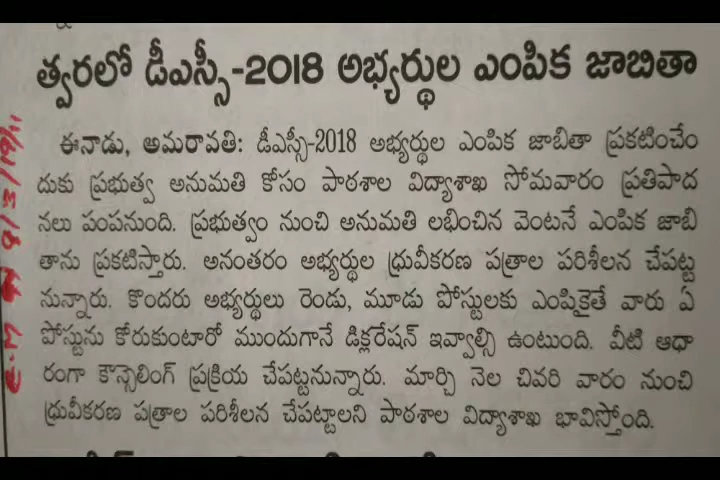 త్వరలో డీఎస్సీ-2018 అభ్యర్థుల ఎంపిక జాబితా
ఈనాడు, అమరావతి: డీఎస్సీ-2018 అభ్యర్థుల ఎంపిక జాబితా ప్రకటించేం
దుకు ప్రభుత్వ అనుమతి కోసం పాఠశాల విద్యాశాఖ సోమవారం ప్రతిపాద
నలు పంపనుంది. ప్రభుత్వం నుంచి అనుమతి లభించిన వెంటనే ఎంపిక జాబి
తాను ప్రకటిస్తారు. అనంతరం అభ్యర్థుల ధ్రువీకరణ పత్రాల పరిశీలన చేపట్ట
నున్నారు. కొందరు అభ్యర్థులు రెండు, మూడు పోస్టులకు ఎంపికైతే వారు ఏ
పోస్టును కోరుకుంటారో ముందుగానే డిక్లరేషన్ ఇవ్వాల్సి ఉంటుంది. వీటి ఆధా
రంగా కౌన్సెలింగ్ ప్రక్రియ చేపట్టనున్నారు. మార్చి నెల చివరి వారం నుంచి
ధ్రువీకరణ పత్రాల పరిశీలన చేపట్టాలని పాఠశాల విద్యాశాఖ భావిస్తోంది.